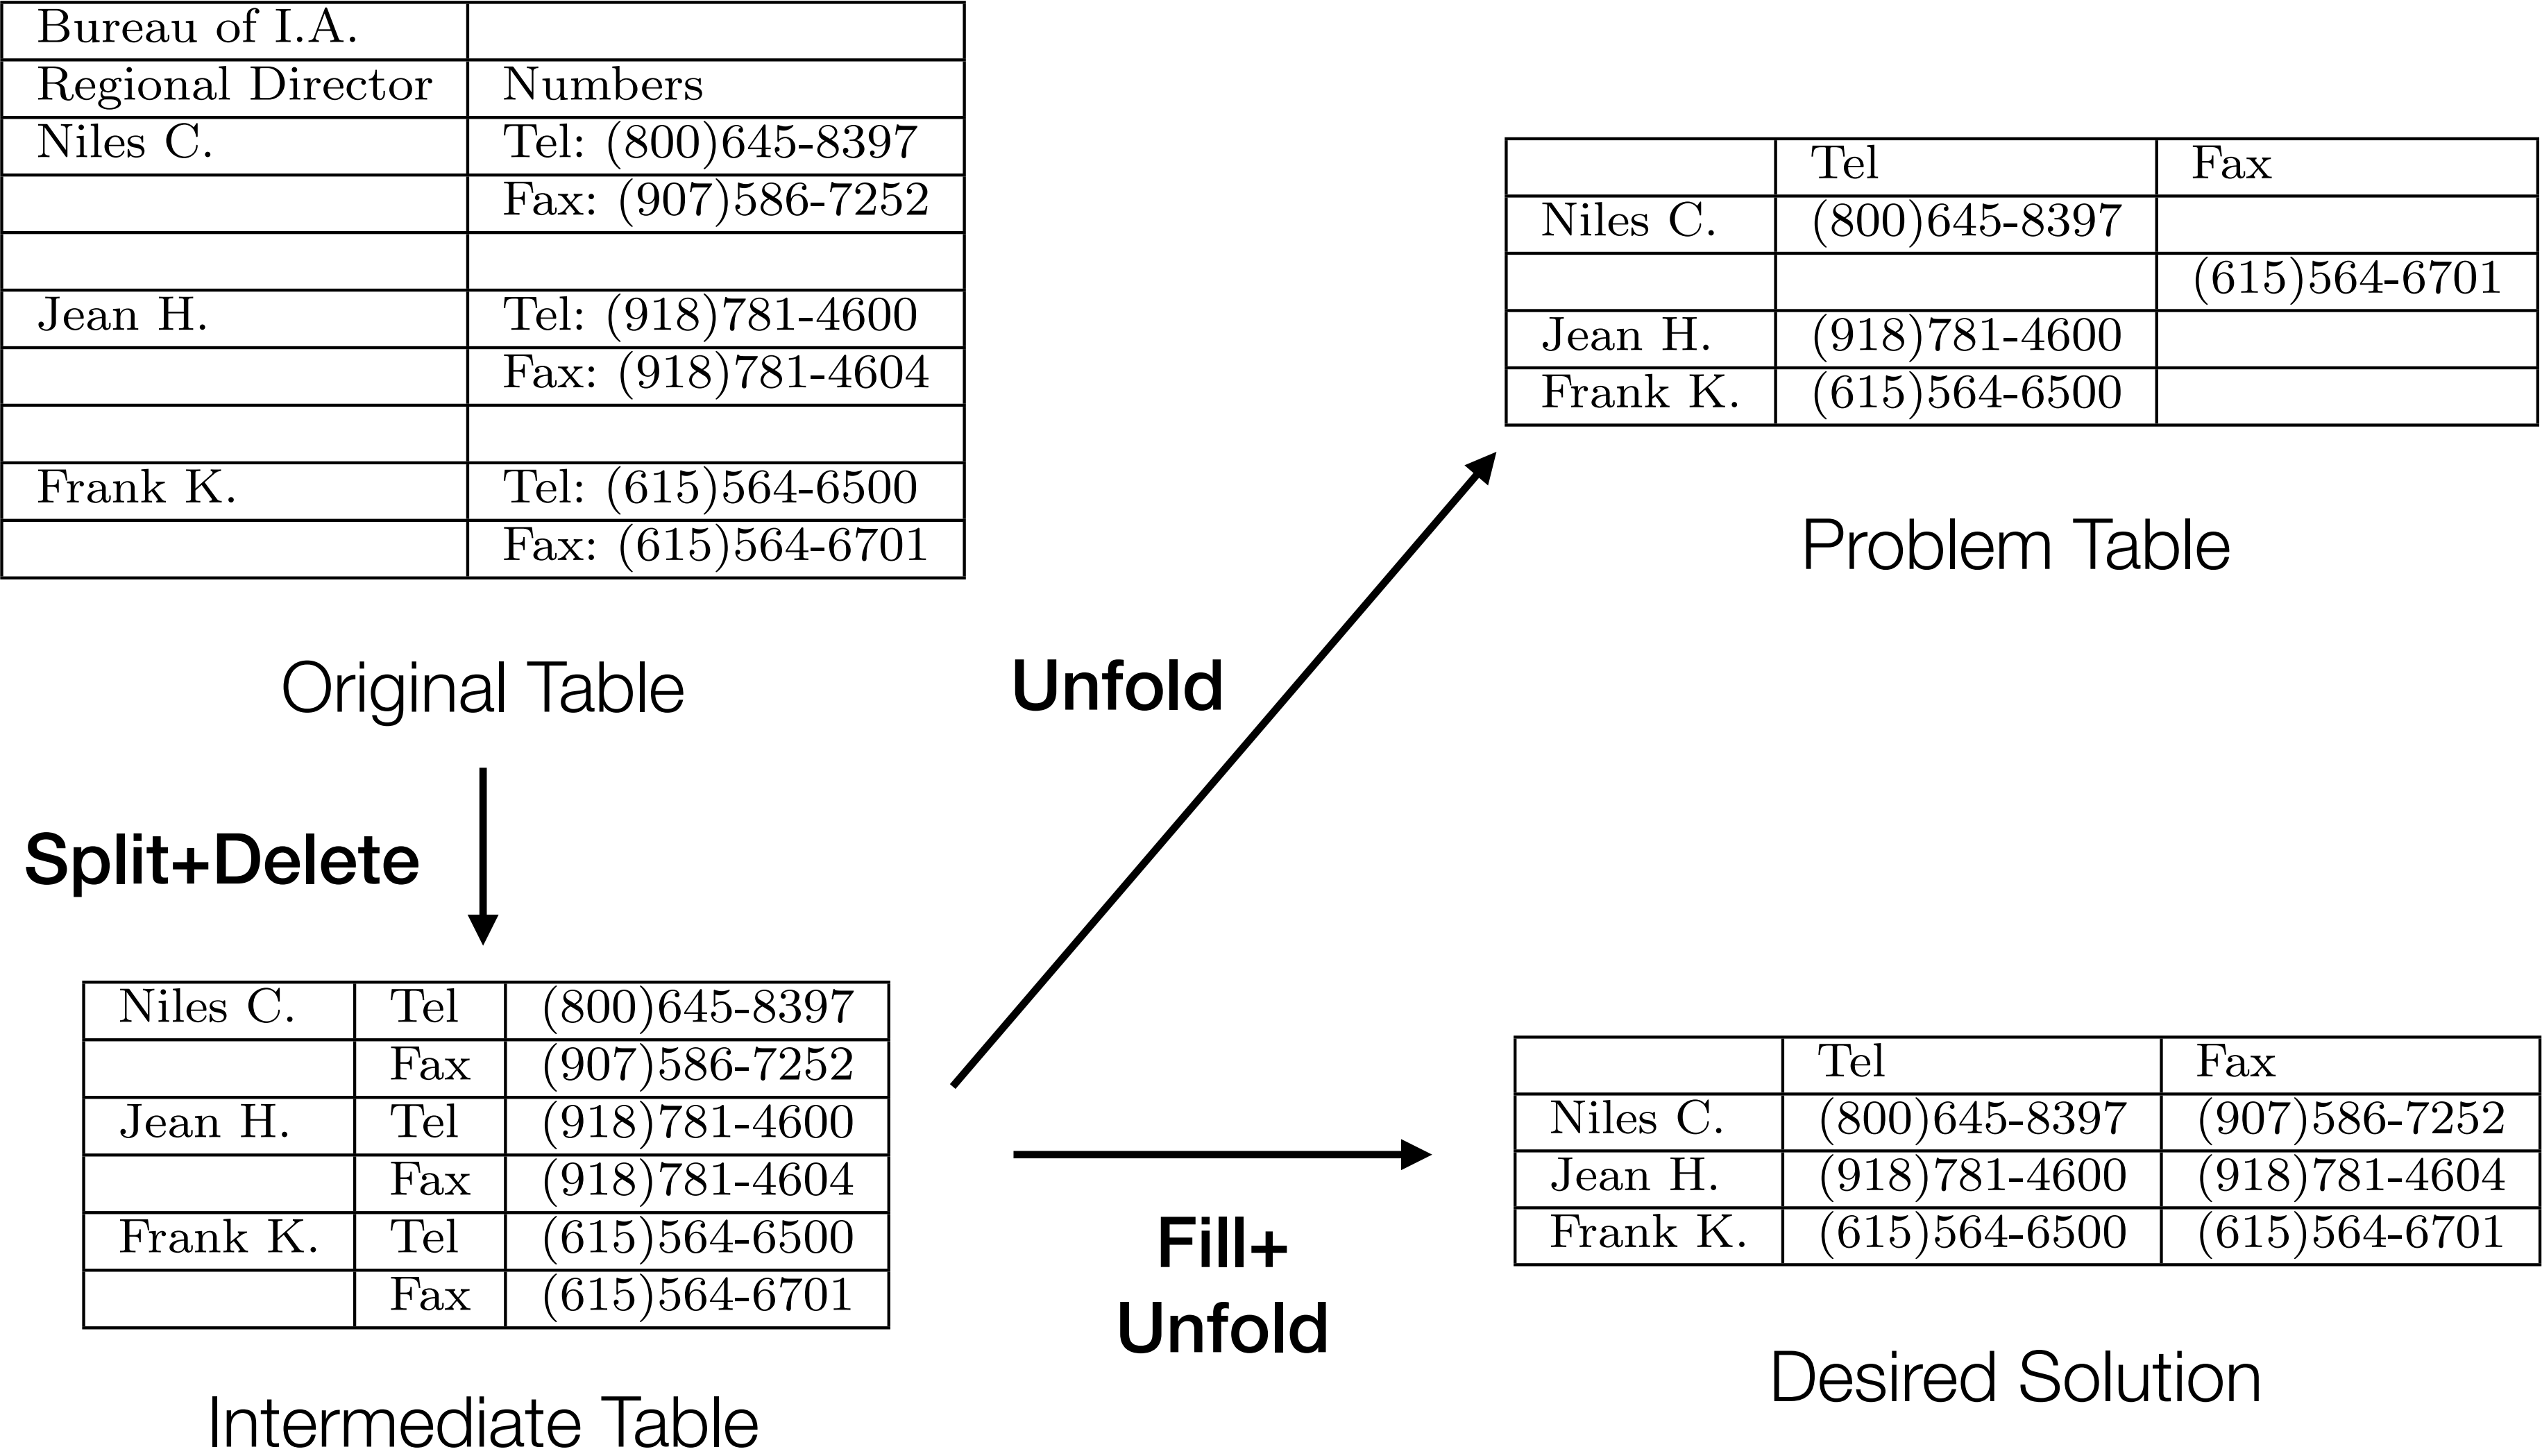 Bureau of I.A.
Regional Director Numbers
Niles C. Tel: (800)645-8397
Fax: (907)586-7252
Jean H. Tel: (918)781-4600
Fax: (918)781-4604
Frank K. Tel: (615)564-6500
Fax: (615)564-6701
Original Table
Tel Fax
Niles C. (800)645-8397
(615)564-6701
Jean H. (918)781-4600
Frank K. (615)564-6500
Problem Table
Unfold
Split+Delete
Niles C. Tel (800)645-8397
Fax (907)586-7252
Jean H. Tel (918)781-4600
Fax (918)781-4604
Frank K. Tel (615)564-6500
Fax (615)564-6701
Intermediate Table
Fill+
Unfold
Tel Fax
Niles C. (800)645-8397 (907)586-7252
Jean H. (918)781-4600 (918)781-4604
Frank K. (615)564-6500 (615)564-6701
Desired Solution